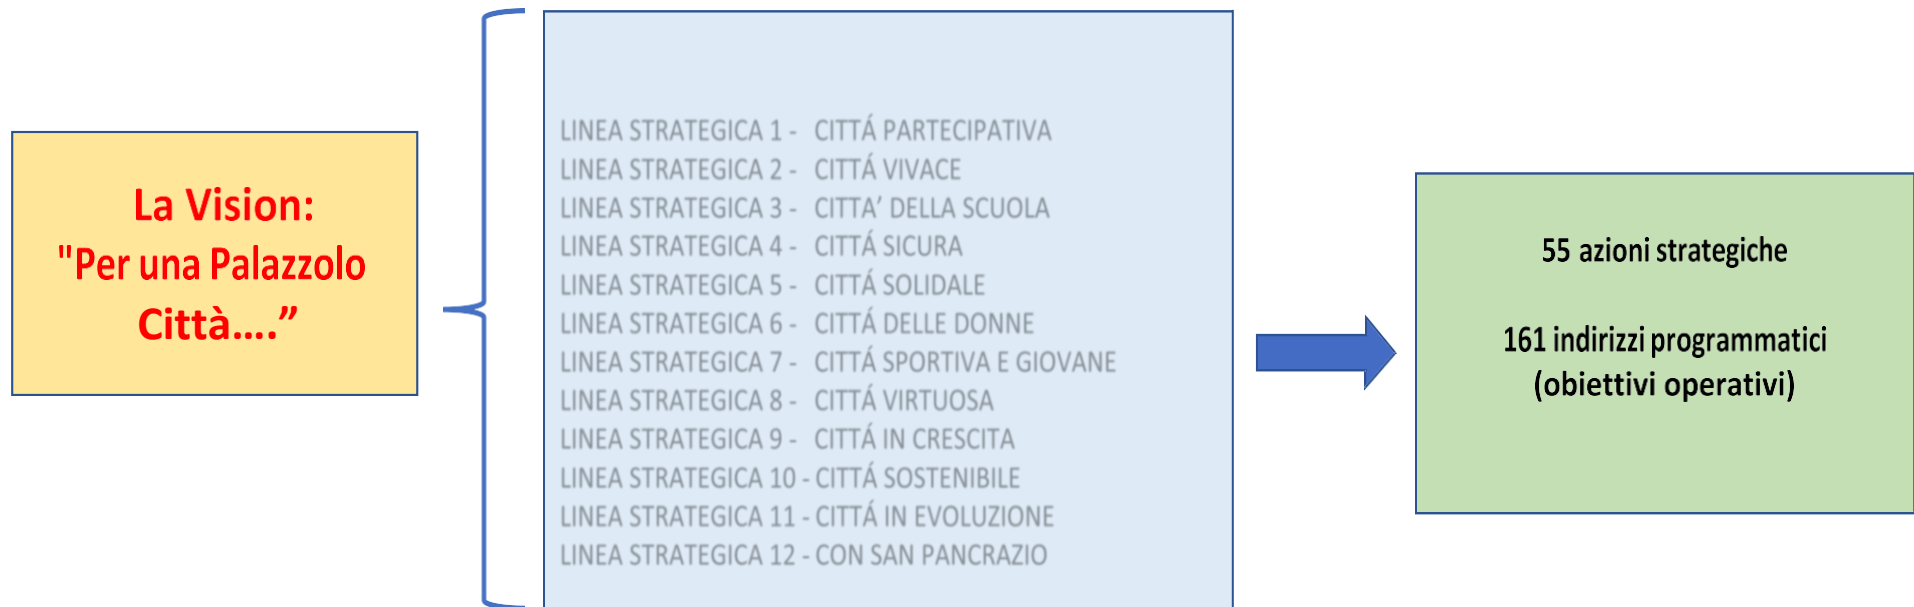 La Vision:
"Per una Palazzolo
Città....”
LINEA STRATEGICA 1 - CITTÁ PARTECIPATIVA
LINEA STRATEGICA 2 - CITTÁ VIVACE
LINEA STRATEGICA 3 - CITTA’ DELLA SCUOLA
LINEA STRATEGICA 4 - CITTÁ SICURA
LINEA STRATEGICA 5 - CITTÁ SOLIDALE
LINEA STRATEGICA 6 - CITTÁ DELLE DONNE
LINEA STRATEGICA 7 - CITTÁ SPORTIVA E GIOVANE
LINEA STRATEGICA 8 - CITTÁ VIRTUOSA
LINEA STRATEGICA 9 - CITTÁ IN CRESCITA
LINEA STRATEGICA 10 - CITTÁ SOSTENIBILE
LINEA STRATEGICA 11 - CITTÁ IN EVOLUZIONE
LINEA STRATEGICA 12 - CON SAN PANCRAZIO
55 azioni strategiche
161 indirizzi programmatici
(obiettivi operativi)